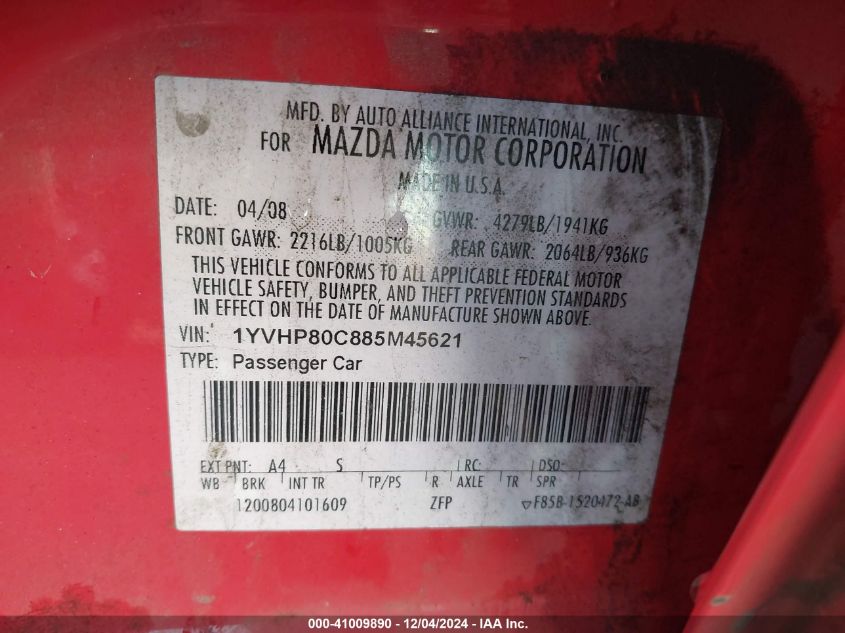 MFD. BY AUTO ALLIANCE INTERNATIONAL, INC.
FOR MAZDA MOTOR CORPORATION
MADE IN U.S.A.
DATE: 04/08 GVWR: 4279LB/1941KG
FRONT GAWR: 2216LB/1005KG REAR GAWR: 2064LB/936KG
THIS VEHICLE CONFORMS TO ALL APPLICABLE FEDERAL MOTOR
VEHICLE SAFETY, BUMPER, AND THEFT PREVENTION STANDARDS
IN EFFECT ON THE DATE OF MANUFACTURE SHOWN ABOVE.
VIN: 1YVHP80C885M45621
TYPE: Passenger Car
EXT PNT: A4 S RC: DSO:
WB BRK INT TR TP/PS R AXLE TR SPR
1200804101609 ZFP F85B-1520472-AB
000-41009890 - 12/04/2024 - IAA Inc.